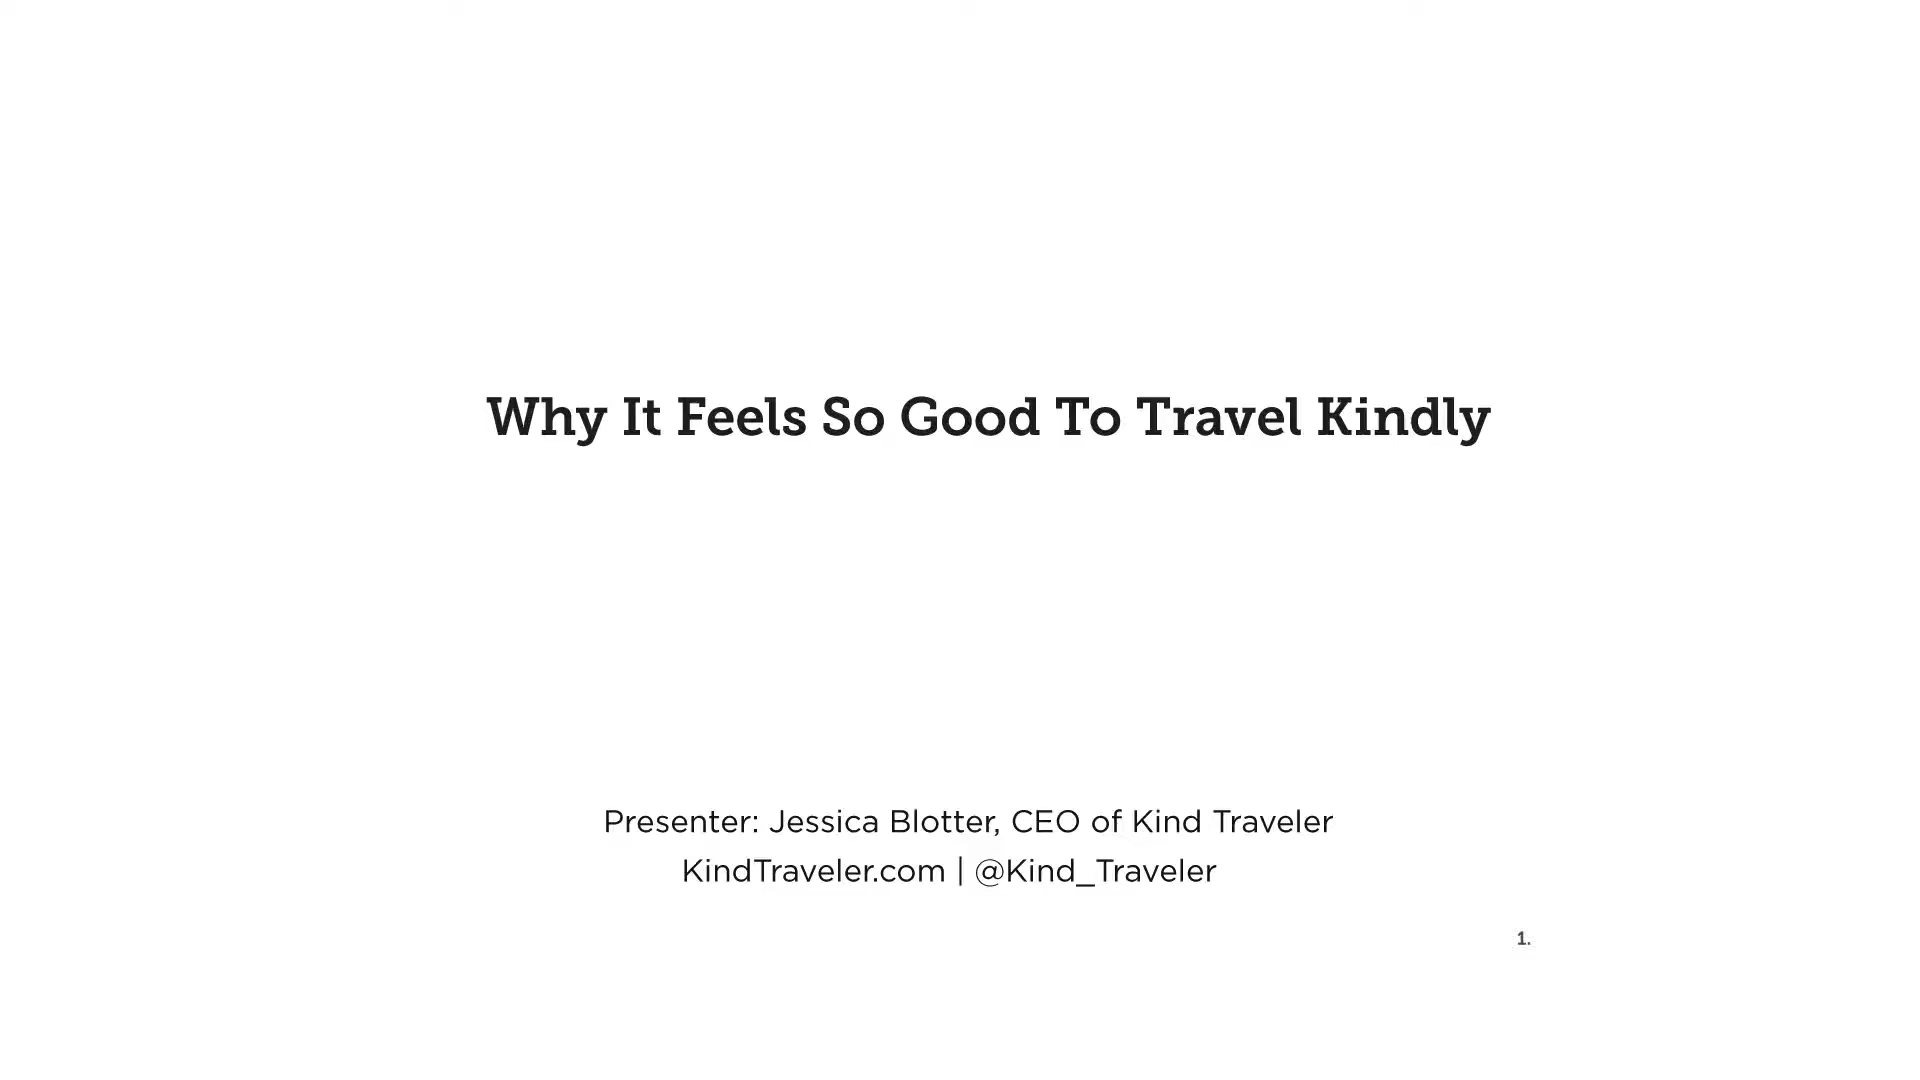 Why It Feels So Good To Travel Kindly
Presenter: Jessica Blotter, CEO of Kind Traveler
KindTraveler.com | @Kind_Traveler
1.